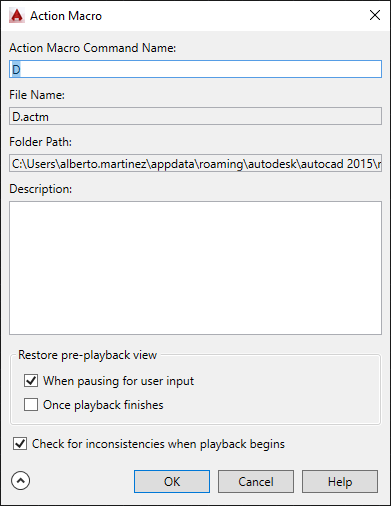 Action Macro
Action Macro Command Name:
D
File Name:
D.actm
Folder Path:
C:\Users\alberto.martinez\appdata\roaming\autodesk\autocad 2015\r
Description:
Restore pre-playback view
When pausing for user input
Once playback finishes
Check for inconsistencies when playback begins
OK Cancel Help